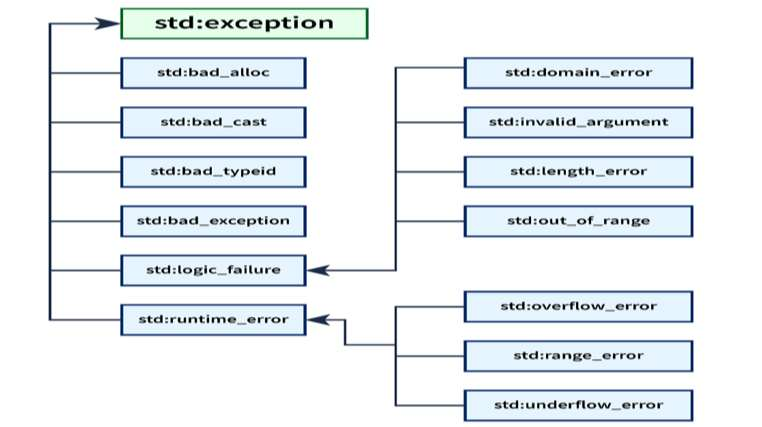 std:exception
std:bad_alloc
std:bad_cast
std:bad_typeid
std:bad_exception
std:logic_failure
std:runtime_error
std:domain_error
std:invalid_argument
std:length_error
std:out_of_range
std:overflow_error
std:range_error
std:underflow_error